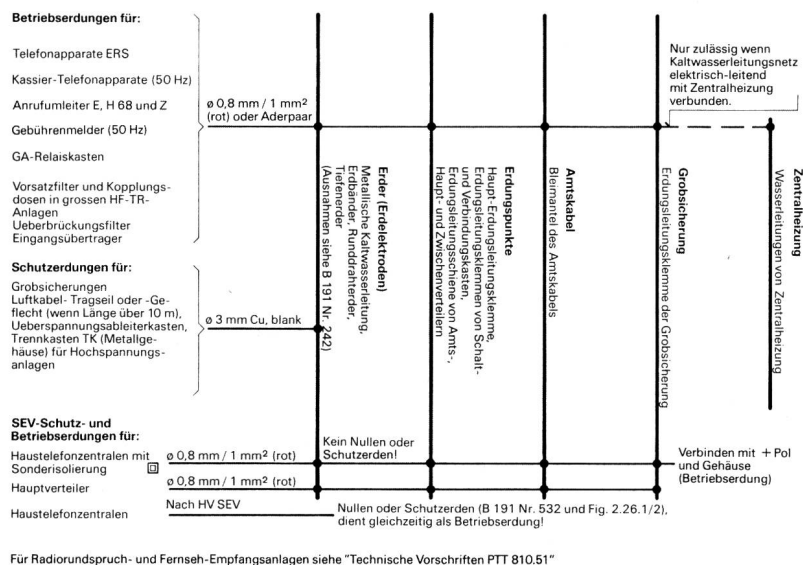 Betriebserdungen für:
Telefonapparate ERS
Kassier-Telefonapparate (50 Hz)
Anrufumleiter E, H 68 und Z
Gebührenmelder (50 Hz)
GA-Relaiskasten
Vorsatzfilter und Kopplungs-
dosen in grossen HF-TR-
Anlagen
Ueberbrückungsfilter
Eingangsübertrager
ø 0,8 mm / 1 mm²
(rot) oder Aderpaar
Nur zulässig wenn
Kaltwasserleitungsnetz
elektrisch-leitend
mit Zentralheizung
verbunden.
Erder (Erdelektroden)
Metallische Kaltwasserleitung,
Erdbänder, Runddrahterder,
Tiefenerder
(Ausnahmen siehe B 191 Nr. 242)
Erdungspunkte
Haupt-Erdungsleitungsklemme,
Erdungsleitungsklemmen von Schalt-
und Verbindungskasten,
Erdungsleitungsschiene von Amts-,
Haupt- und Zwischenverteilern
Amtskabel
Bleimantel des Amtskabels
Grobsicherung
Erdungsleitungsklemme der Grobsicherung
Zentralheizung
Wasserleitungen von Zentralheizung
Schutzerdungen für:
Grobsicherungen
Luftkabel- Tragseil oder -Ge-
flecht (wenn Länge über 10 m),
Ueberspannungsableiterkasten,
Trennkasten TK (Metallge-
häuse) für Hochspannungs-
anlagen
ø 3 mm Cu, blank
SEV-Schutz- und
Betriebserdungen für:
Haustelefonzentralen mit
Sonderisolierung
ø 0,8 mm / 1 mm² (rot)
Kein Nullen oder
Schutzerden!
Verbinden mit + Pol
und Gehäuse
(Betriebserdung)
Hauptverteiler
ø 0,8 mm / 1 mm² (rot)
Haustelefonzentralen
Nach HV SEV
Nullen oder Schutzerden (B 191 Nr. 532 und Fig. 2.26.1/2),
dient gleichzeitig als Betriebserdung!
Für Radiorundspruch- und Fernseh-Empfangsanlagen siehe "Technische Vorschriften PTT 810.51"